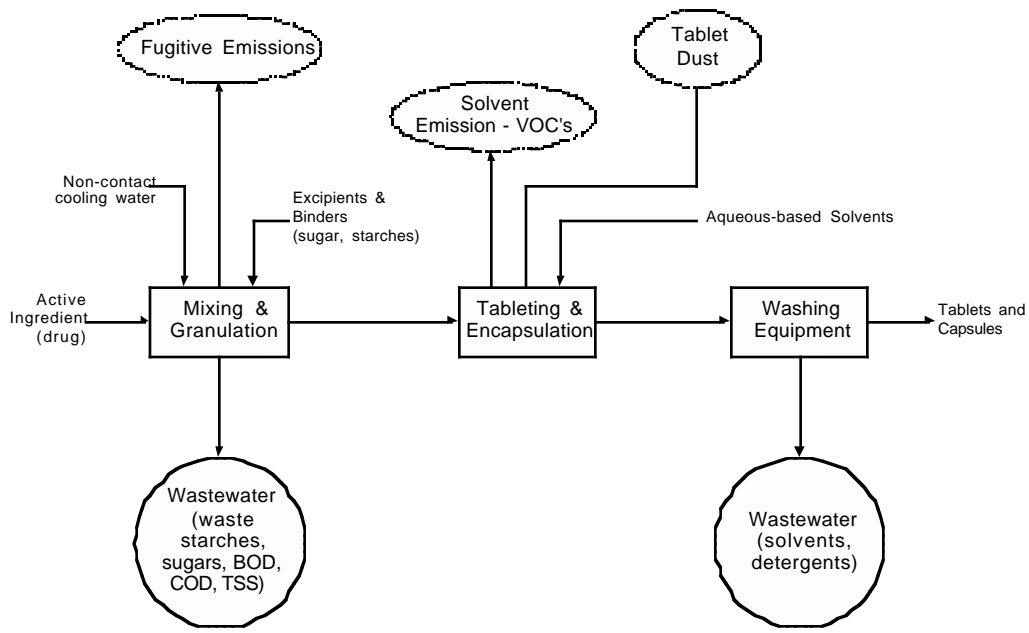 Fugitive Emissions
Tablet
Dust
Solvent
Emission - VOC's
Non-contact
cooling water
Excipients &
Binders
(sugar, starches)
Aqueous-based Solvents
Active
Ingredient
(drug)
Mixing &
Granulation
Tableting &
Encapsulation
Washing
Equipment
Tablets and
Capsules
Wastewater
(waste
starches,
sugars, BOD,
COD, TSS)
Wastewater
(solvents,
detergents)